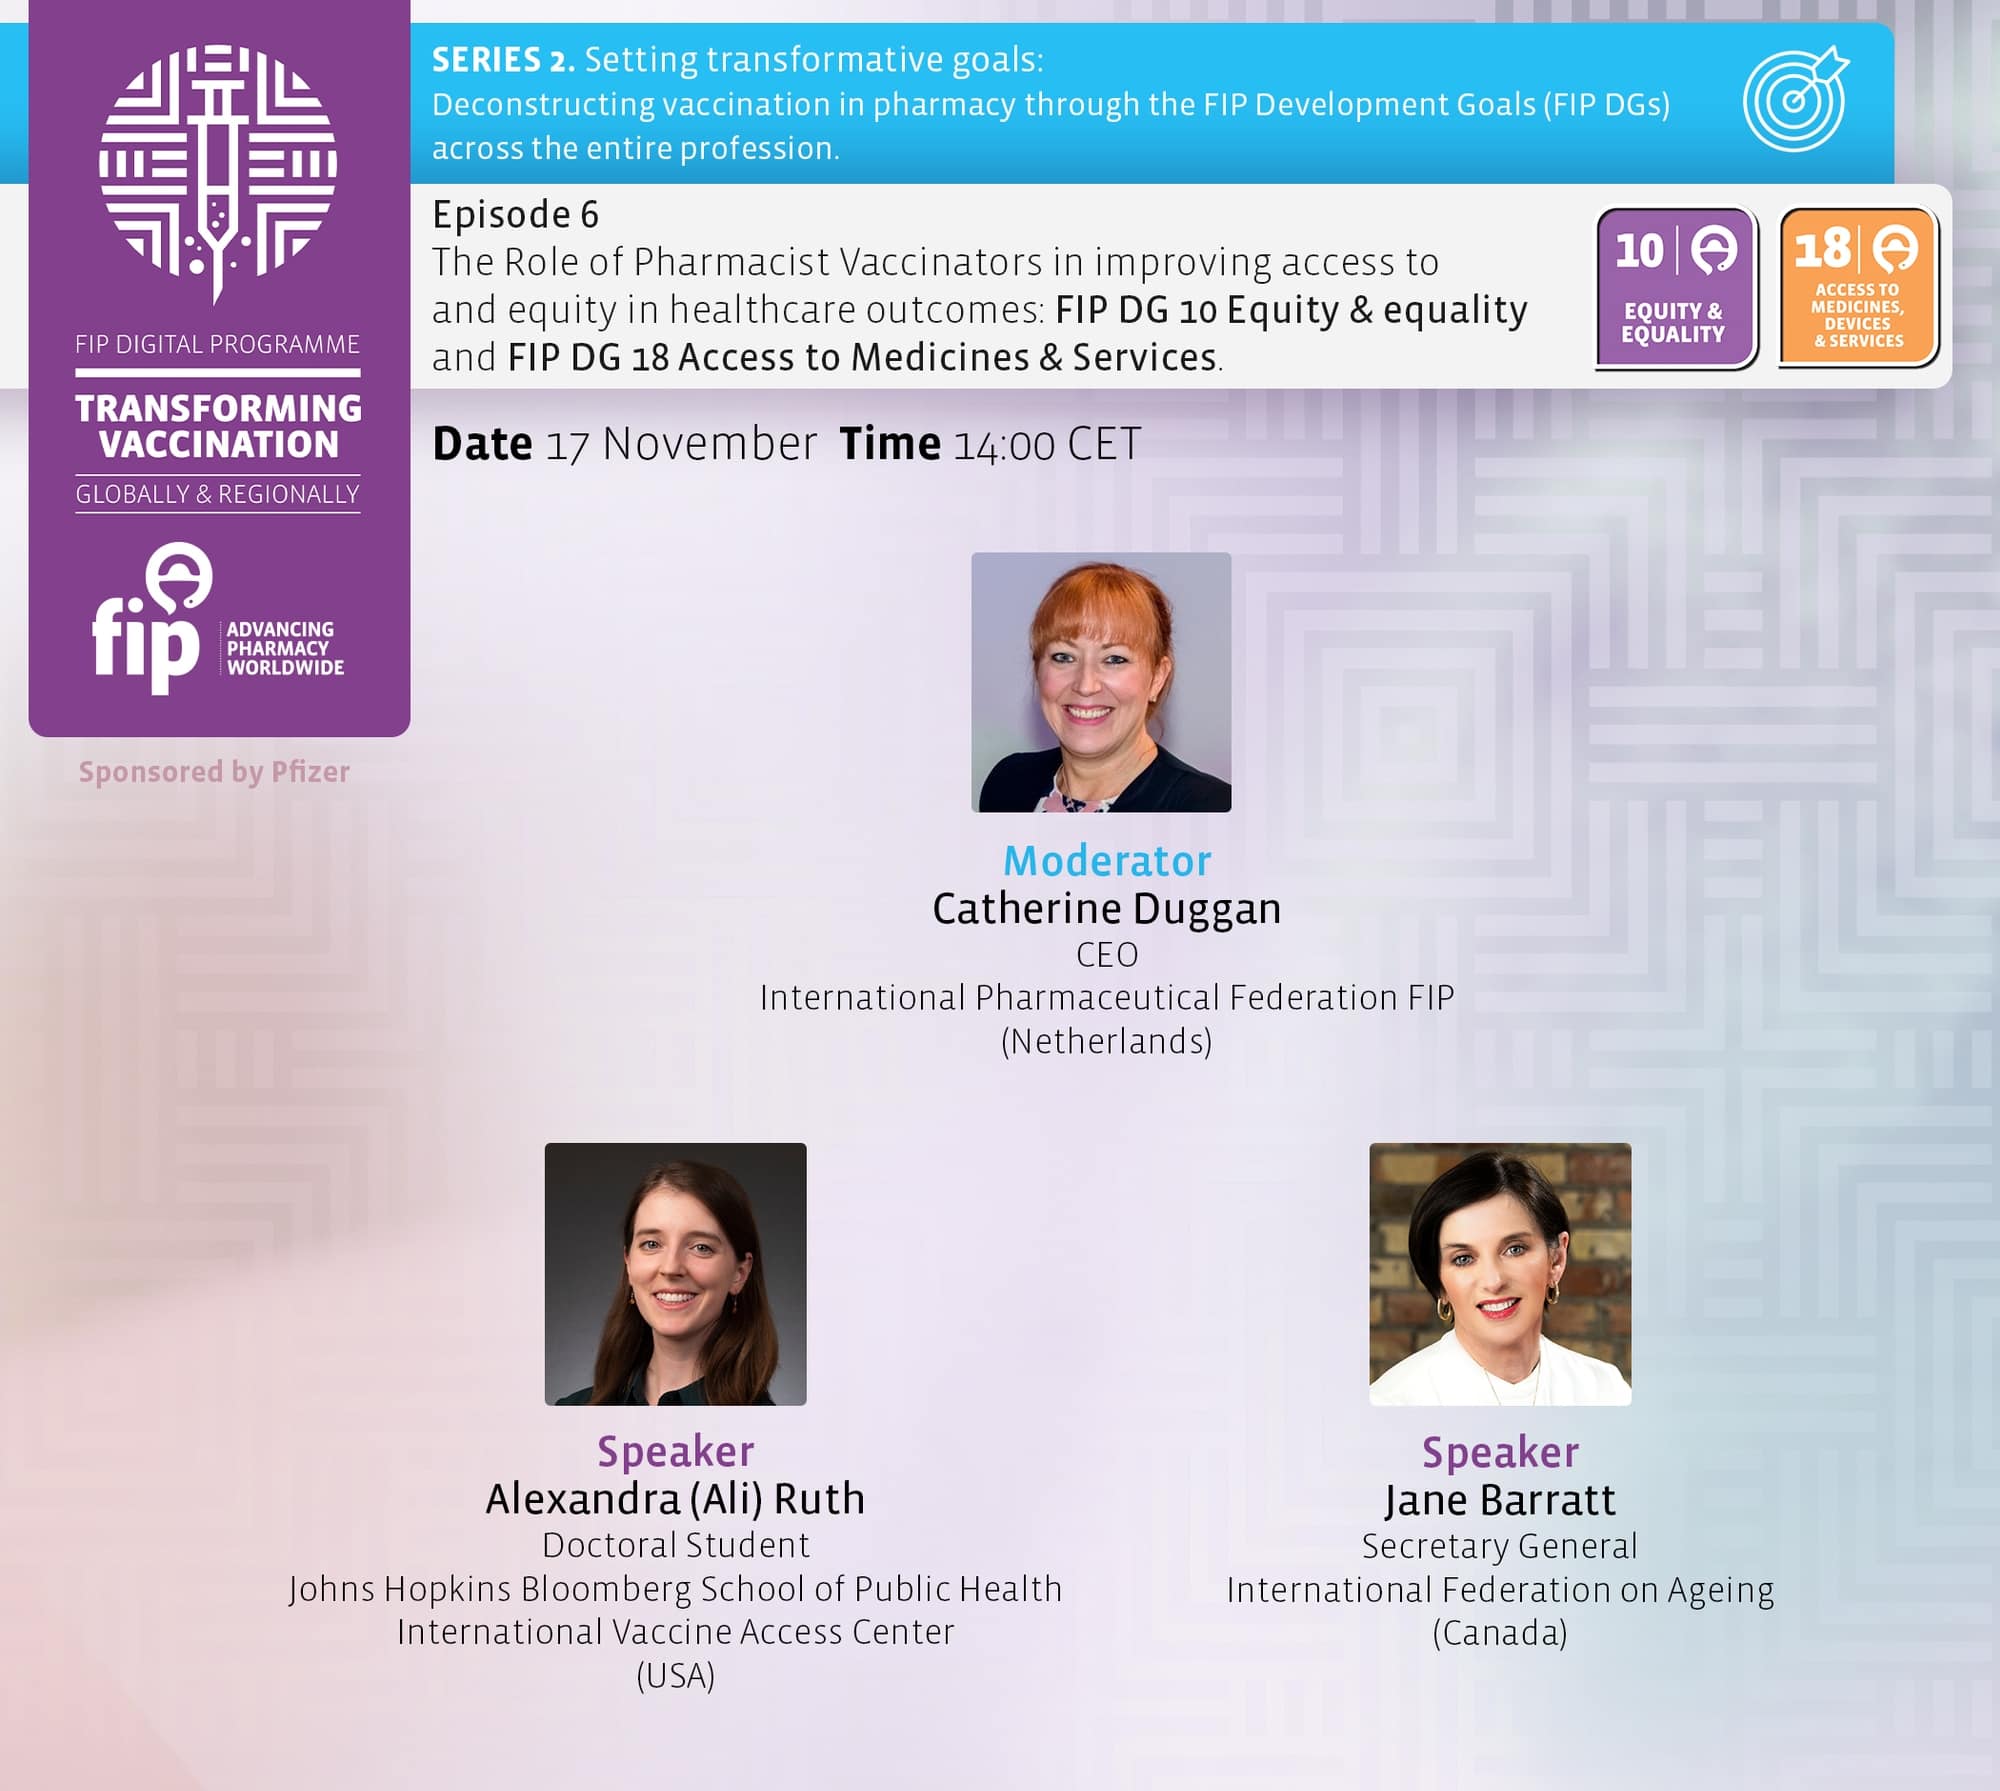 SERIES 2. Setting transformative goals:
Deconstructing vaccination in pharmacy through the FIP Development Goals (FIP DGs)
across the entire profession.
Episode 6
The Role of Pharmacist Vaccinators in improving access to
and equity in healthcare outcomes: FIP DG 10 Equity & equality
and FIP DG 18 Access to Medicines & Services.
10
EQUITY &
EQUALITY
18
ACCESS TO
MEDICINES,
DEVICES
& SERVICES
FIP DIGITAL PROGRAMME
TRANSFORMING
VACCINATION
GLOBALLY & REGIONALLY
fip
ADVANCING
PHARMACY
WORLDWIDE
Sponsored by Pfizer
Date 17 November Time 14:00 CET
Moderator
Catherine Duggan
CEO
International Pharmaceutical Federation FIP
(Netherlands)
Speaker
Alexandra (Ali) Ruth
Doctoral Student
Johns Hopkins Bloomberg School of Public Health
International Vaccine Access Center
(USA)
Speaker
Jane Barratt
Secretary General
International Federation on Ageing
(Canada)